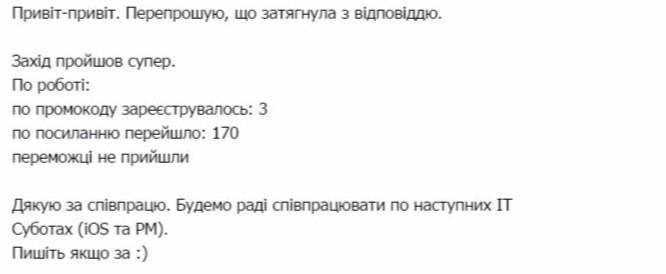 Привіт-привіт. Перепрошую, що затягнула з відповіддю.
Захід пройшов супер.
По роботі:
по промокоду зареєструвалось: 3
по посиланню перейшло: 170
переможці не прийшли
Дякую за співпрацю. Будемо раді співпрацювати по наступних ІТ
Суботах (iOS та PM).
Пишіть якщо за :)